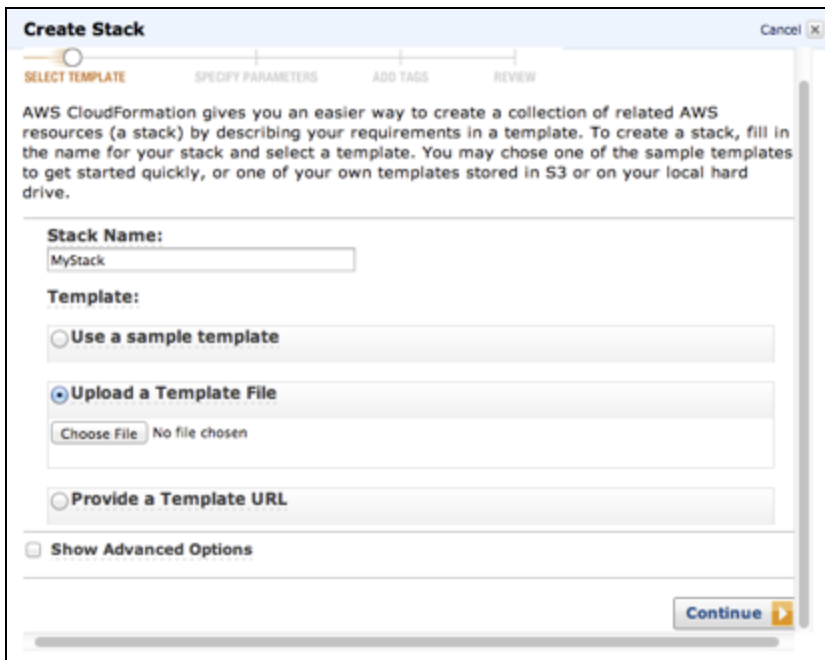 Create Stack
Cancel
SELECT TEMPLATE SPECIFY PARAMETERS ADD TAGS REVIEW
AWS CloudFormation gives you an easier way to create a collection of related AWS
resources (a stack) by describing your requirements in a template. To create a stack, fill in
the name for your stack and select a template. You may chose one of the sample templates
to get started quickly, or one of your own templates stored in S3 or on your local hard
drive.
Stack Name:
MyStack
Template:
Use a sample template
Upload a Template File
Choose File No file chosen
Provide a Template URL
Show Advanced Options
Continue